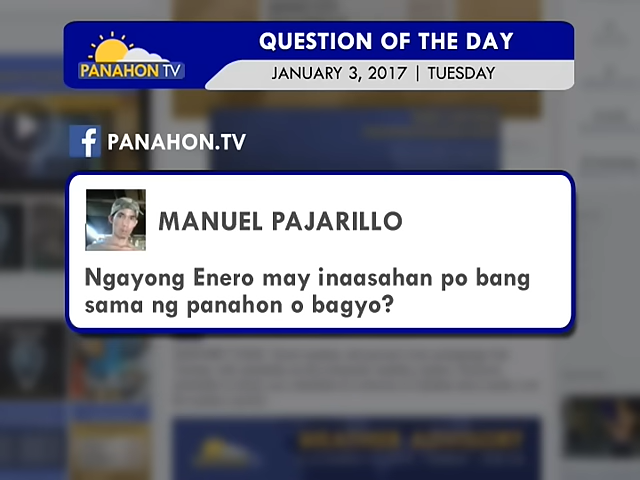 PANAHON TV
QUESTION OF THE DAY
JANUARY 3, 2017 | TUESDAY
f PANAHON.TV
MANUEL PAJARILLO
Ngayong Enero may inaasahan po bang
sama ng panahon o bagyo?